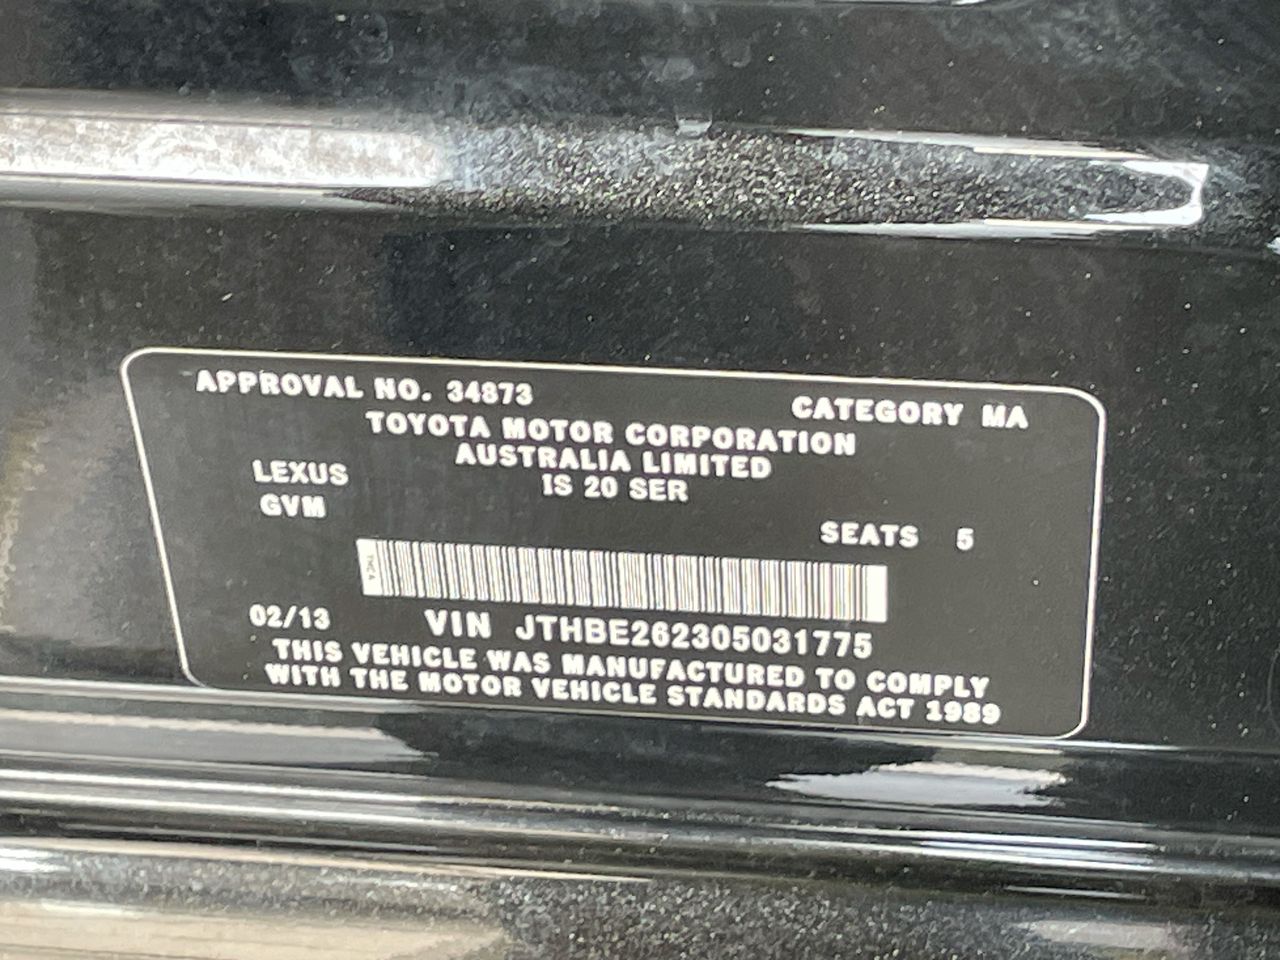 APPROVAL NO. 34873 CATEGORY MA
TOYOTA MOTOR CORPORATION
AUSTRALIA LIMITED
LEXUS IS 20 SER
GVM SEATS 5
02/13 VIN JTHBE262305031775
THIS VEHICLE WAS MANUFACTURED TO COMPLY
WITH THE MOTOR VEHICLE STANDARDS ACT 1989